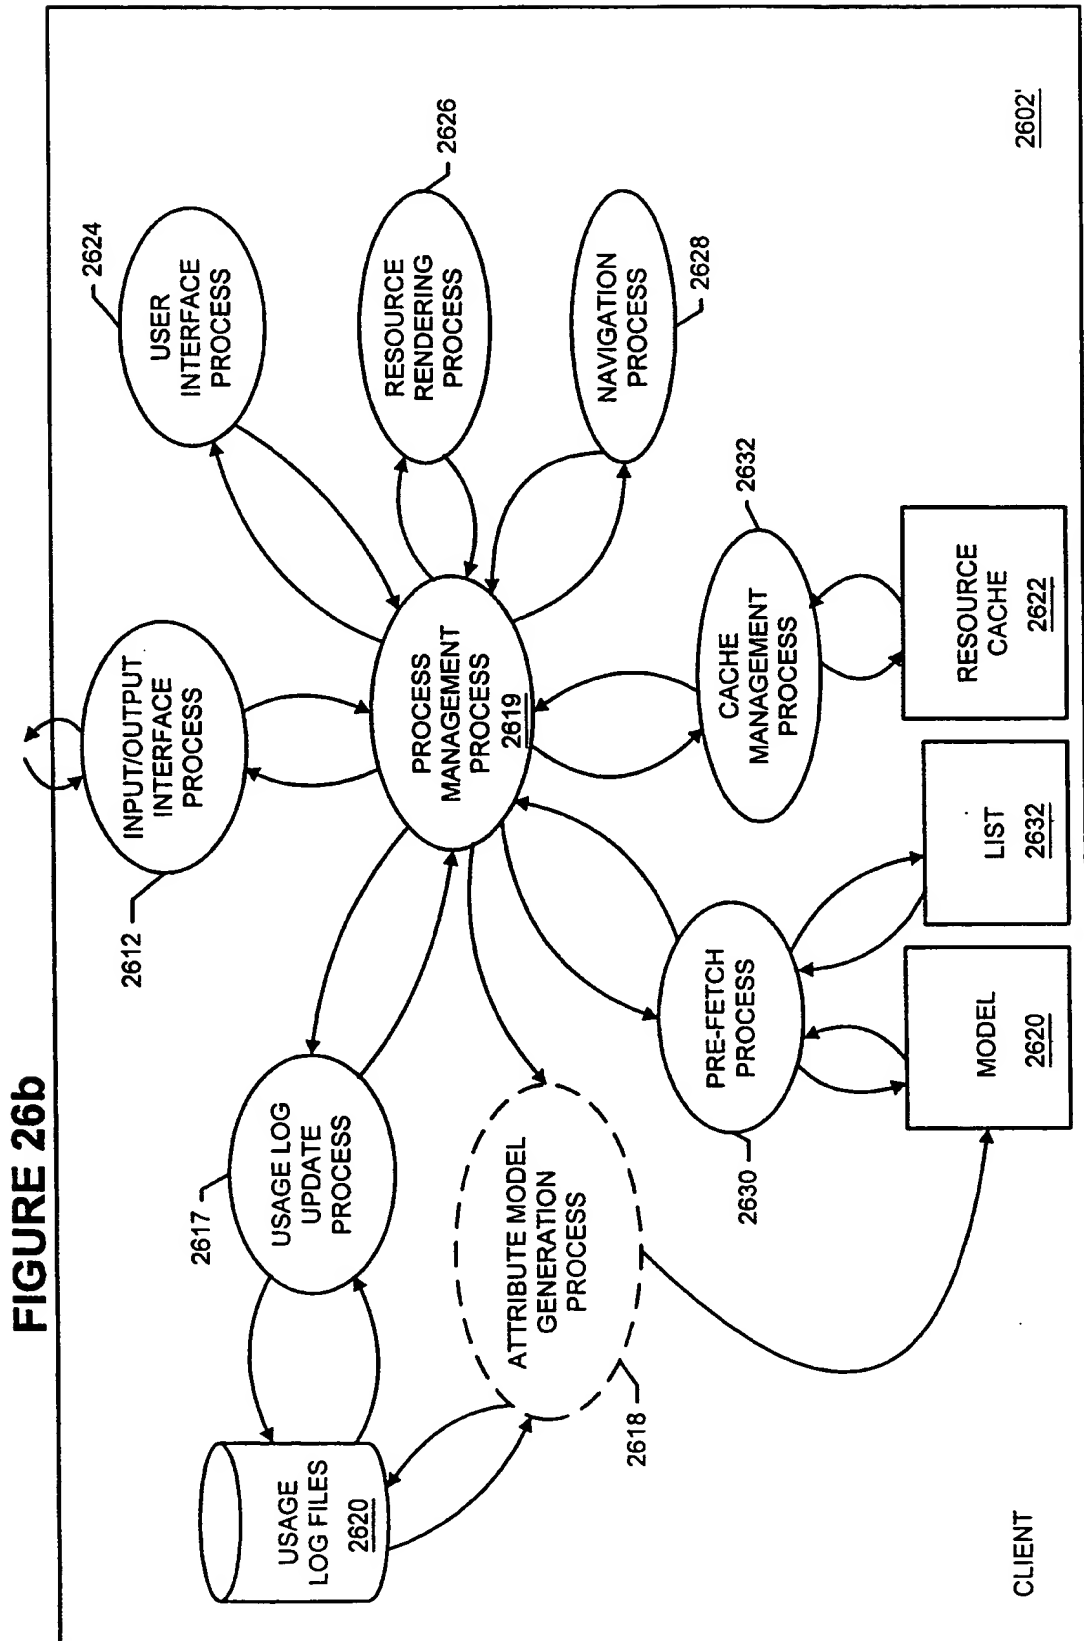 FIGURE 26b
2612
INPUT/OUTPUT
INTERFACE
PROCESS
2624
USER
INTERFACE
PROCESS
2617
USAGE LOG
UPDATE
PROCESS
USAGE
LOG FILES
2620
PROCESS
MANAGEMENT
PROCESS
2619
RESOURCE
RENDERING
PROCESS
2626
ATTRIBUTE MODEL
GENERATION
PROCESS
2618
NAVIGATION
PROCESS
2628
PRE-FETCH
PROCESS
2630
CACHE
MANAGEMENT
PROCESS
2632
MODEL
2620
LIST
2632
RESOURCE
CACHE
2622
CLIENT
2602'